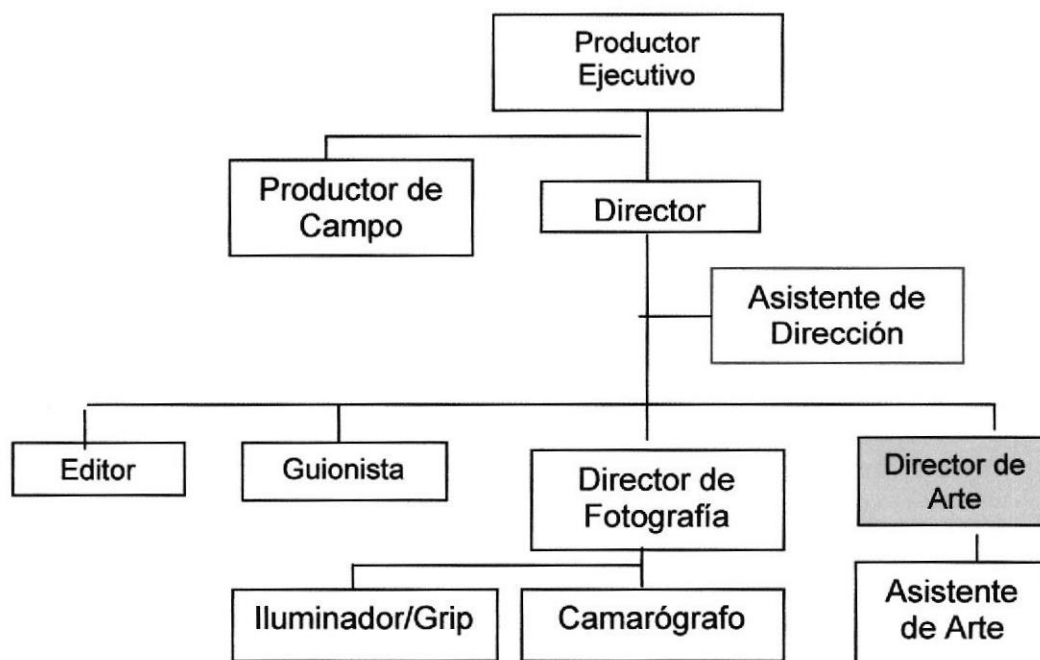 Productor
Ejecutivo
Productor de
Campo
Director
Asistente de
Dirección
Editor
Guionista
Director de
Fotografía
Director de
Arte
Iluminador/Grip
Camarógrafo
Asistente
de Arte